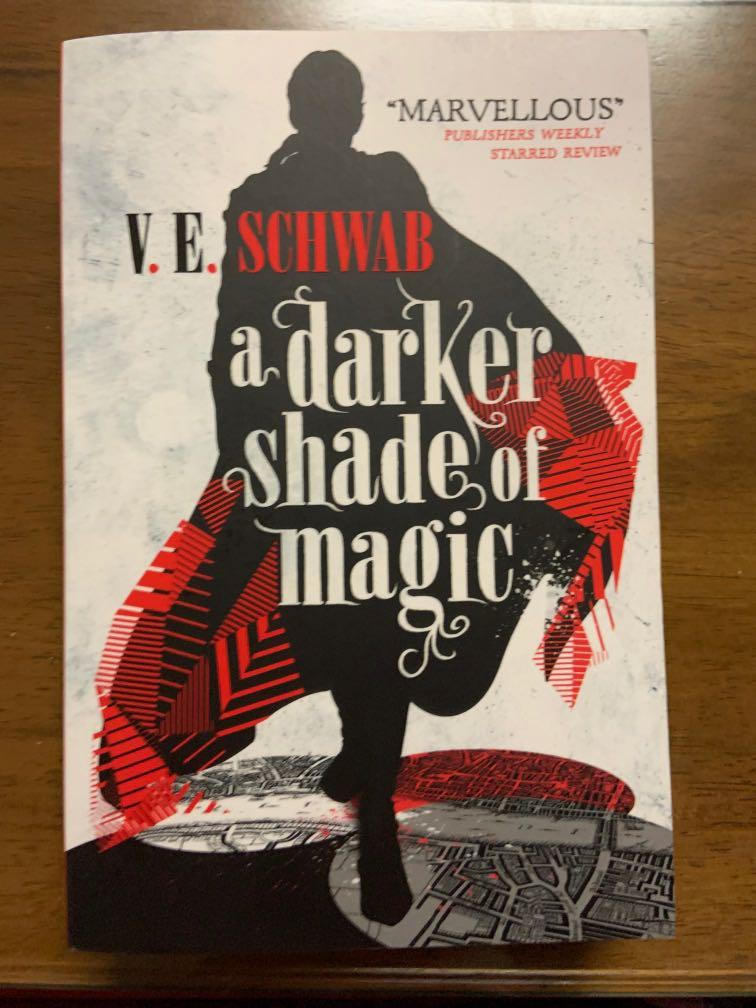 “MARVELLOUS”
PUBLISHERS WEEKLY
STARRED REVIEW
V. E. SCHWAB
a darker
shade of
magic